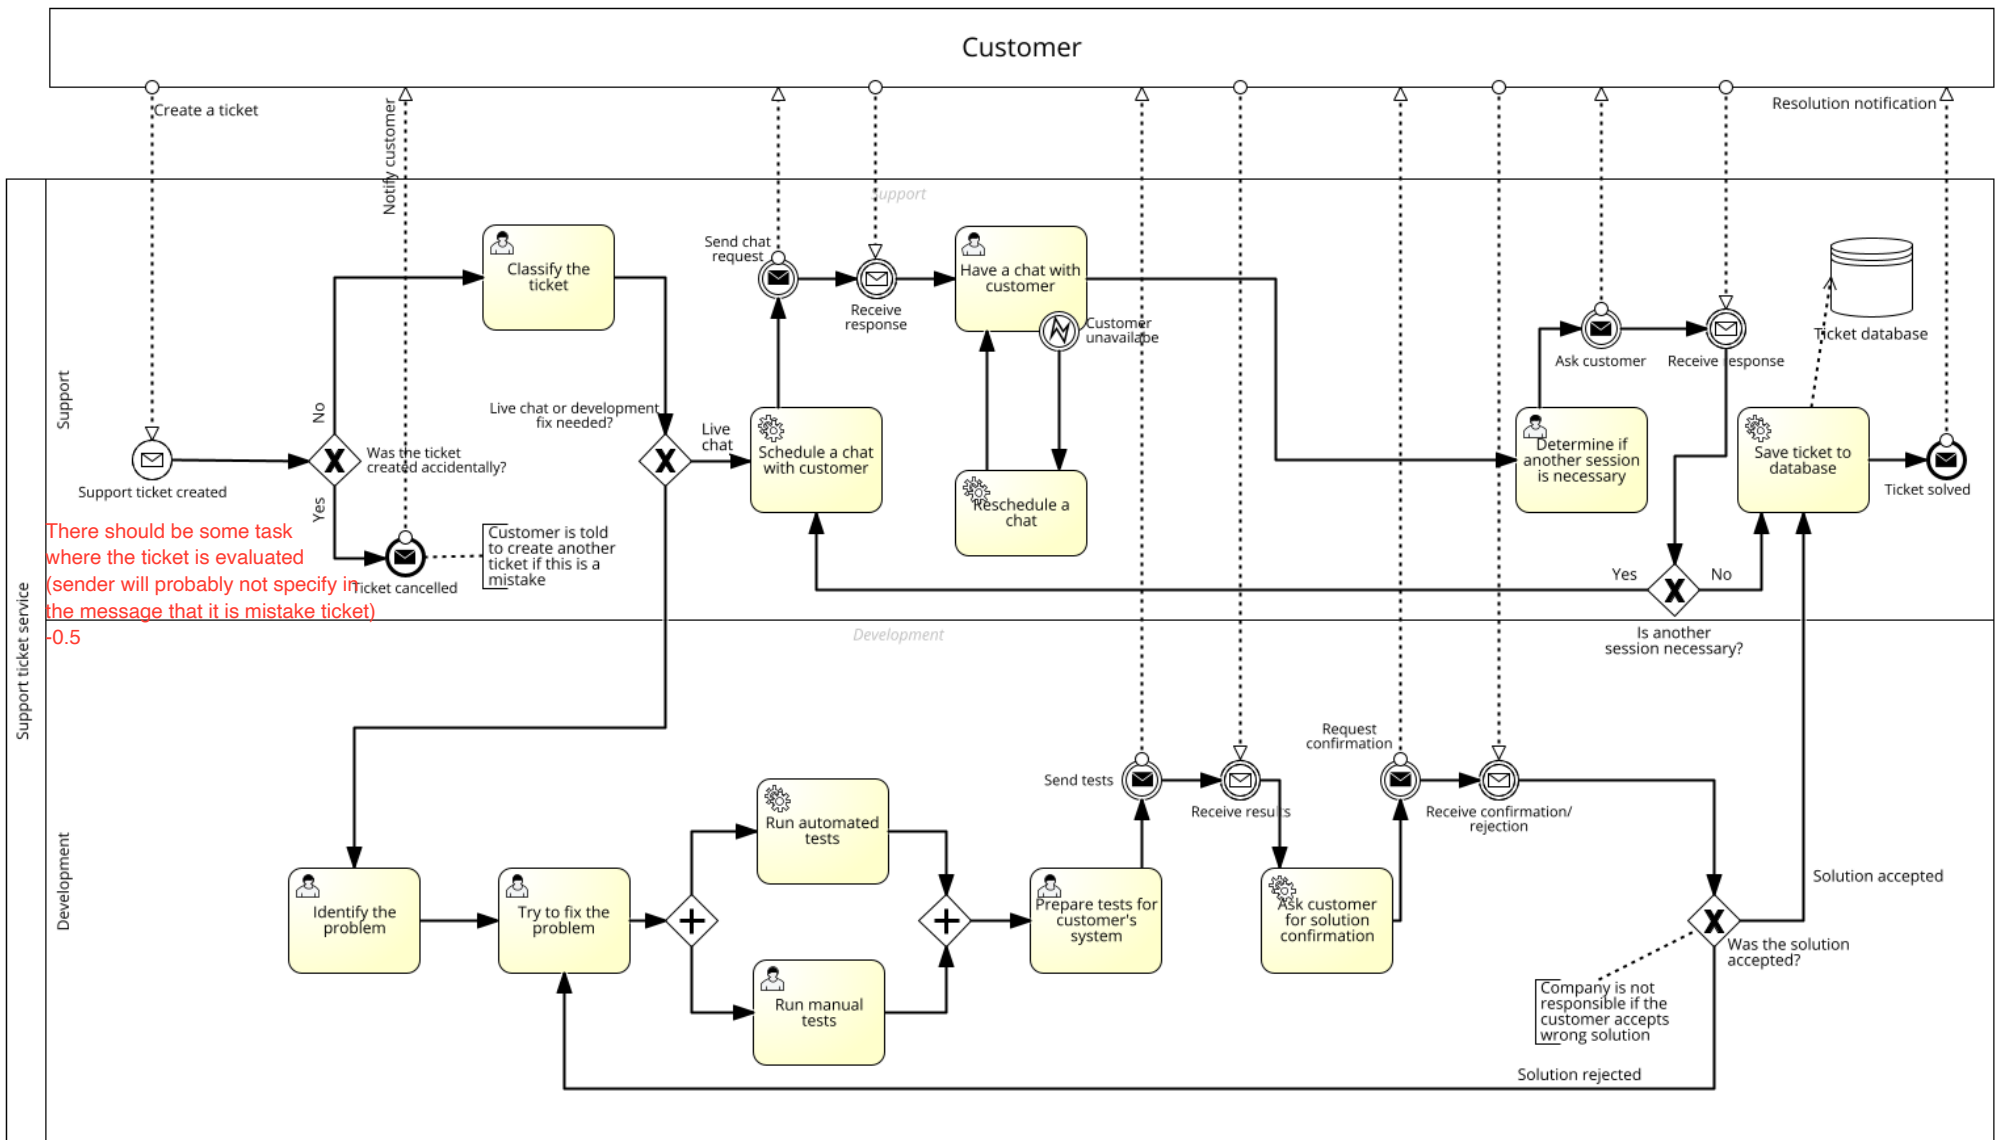 Customer
Create a ticket
Notify customer
Resolution notification
Support ticket service
Support
Support
Send chat
request
Classify the
ticket
Have a chat with
customer
Receive
response
Customer
unavailabe
Ticket database
Ask customer
Receive response
No
Live chat or development
fix needed?
Live
chat
Was the ticket
created accidentally?
Schedule a chat
with customer
Determine if
another session
is necessary
Save ticket to
database
Support ticket created
Ticket solved
Yes
Reschedule a
chat
There should be some task
where the ticket is evaluated
(sender will probably not specify in
the message that it is mistake ticket)
-0.5
Customer is told
to create another
ticket if this is a
mistake
Ticket cancelled
Yes
No
Is another
session necessary?
Development
Development
Request
confirmation
Send tests
Receive results
Receive confirmation/
rejection
Run automated
tests
Solution accepted
Identify the
problem
Try to fix the
problem
Prepare tests for
customer's
system
Ask customer
for solution
confirmation
Was the solution
accepted?
Run manual
tests
Company is not
responsible if the
customer accepts
wrong solution
Solution rejected